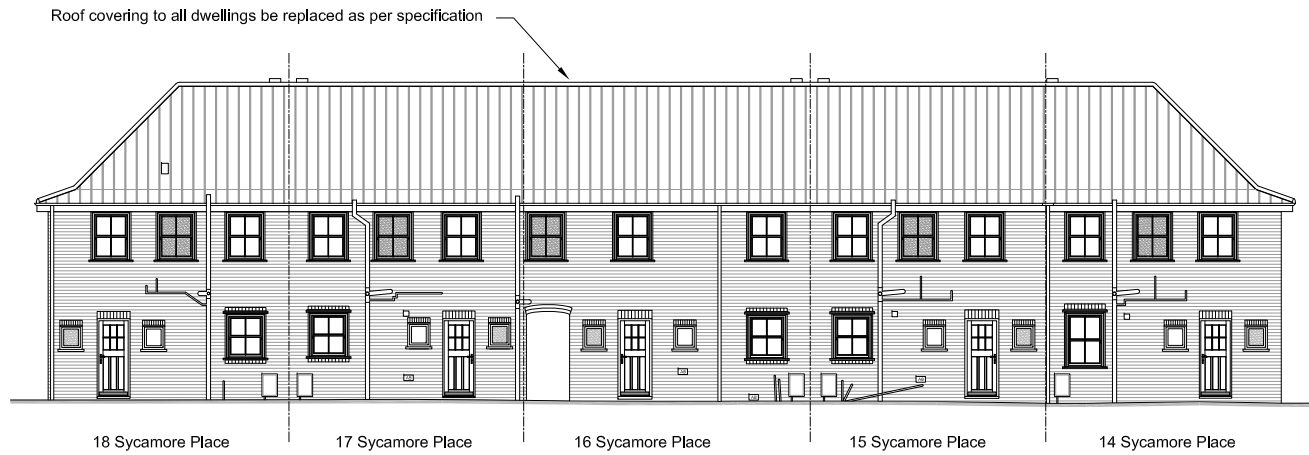 Roof covering to all dwellings be replaced as per specification
18 Sycamore Place
17 Sycamore Place
16 Sycamore Place
15 Sycamore Place
14 Sycamore Place